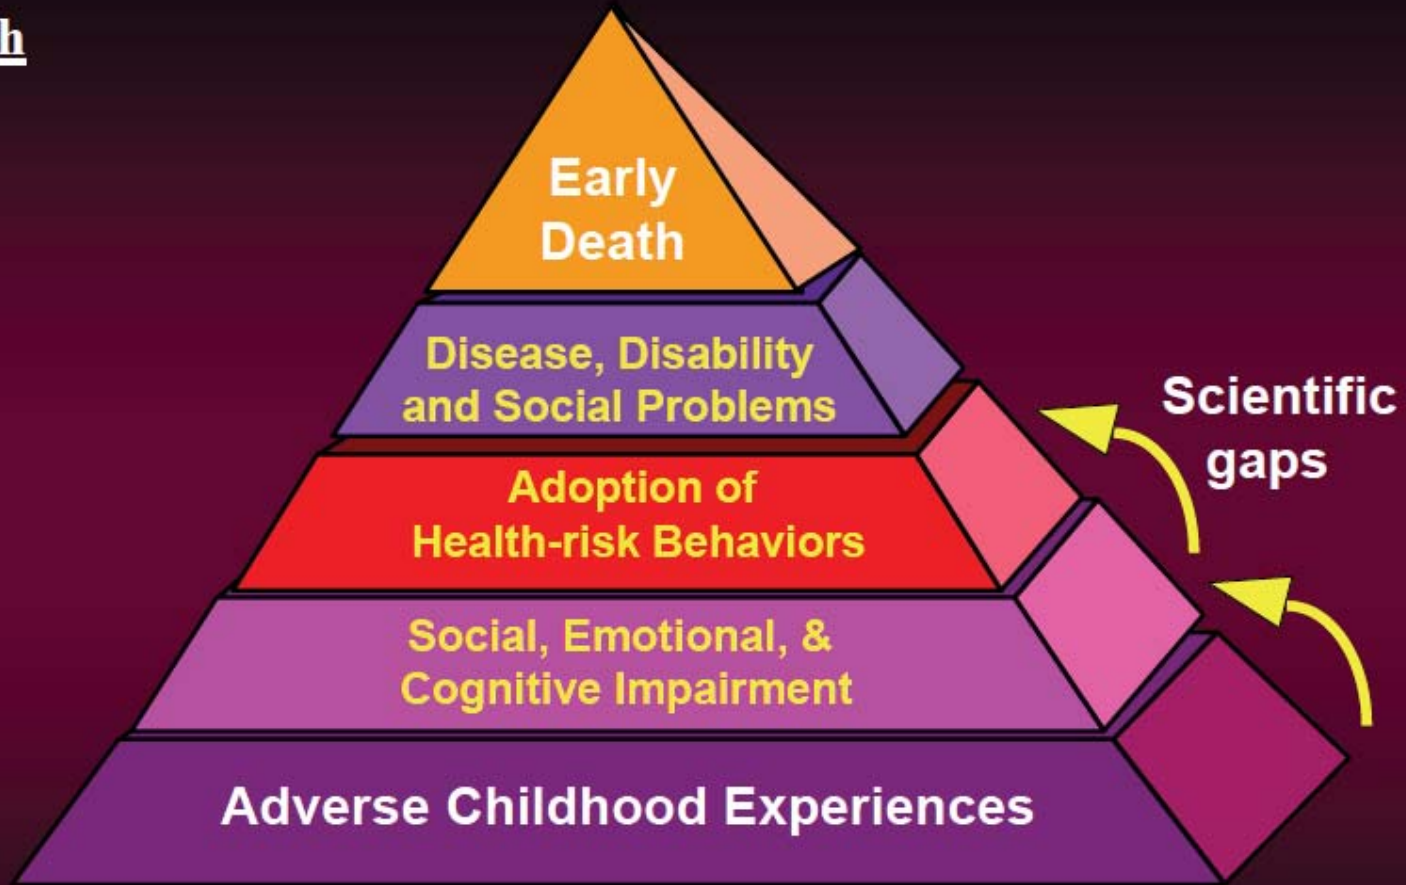 h
Early
Death
Disease, Disability
and Social Problems
Scientific
gaps
Adoption of
Health-risk Behaviors
Social, Emotional, &
Cognitive Impairment
Adverse Childhood Experiences